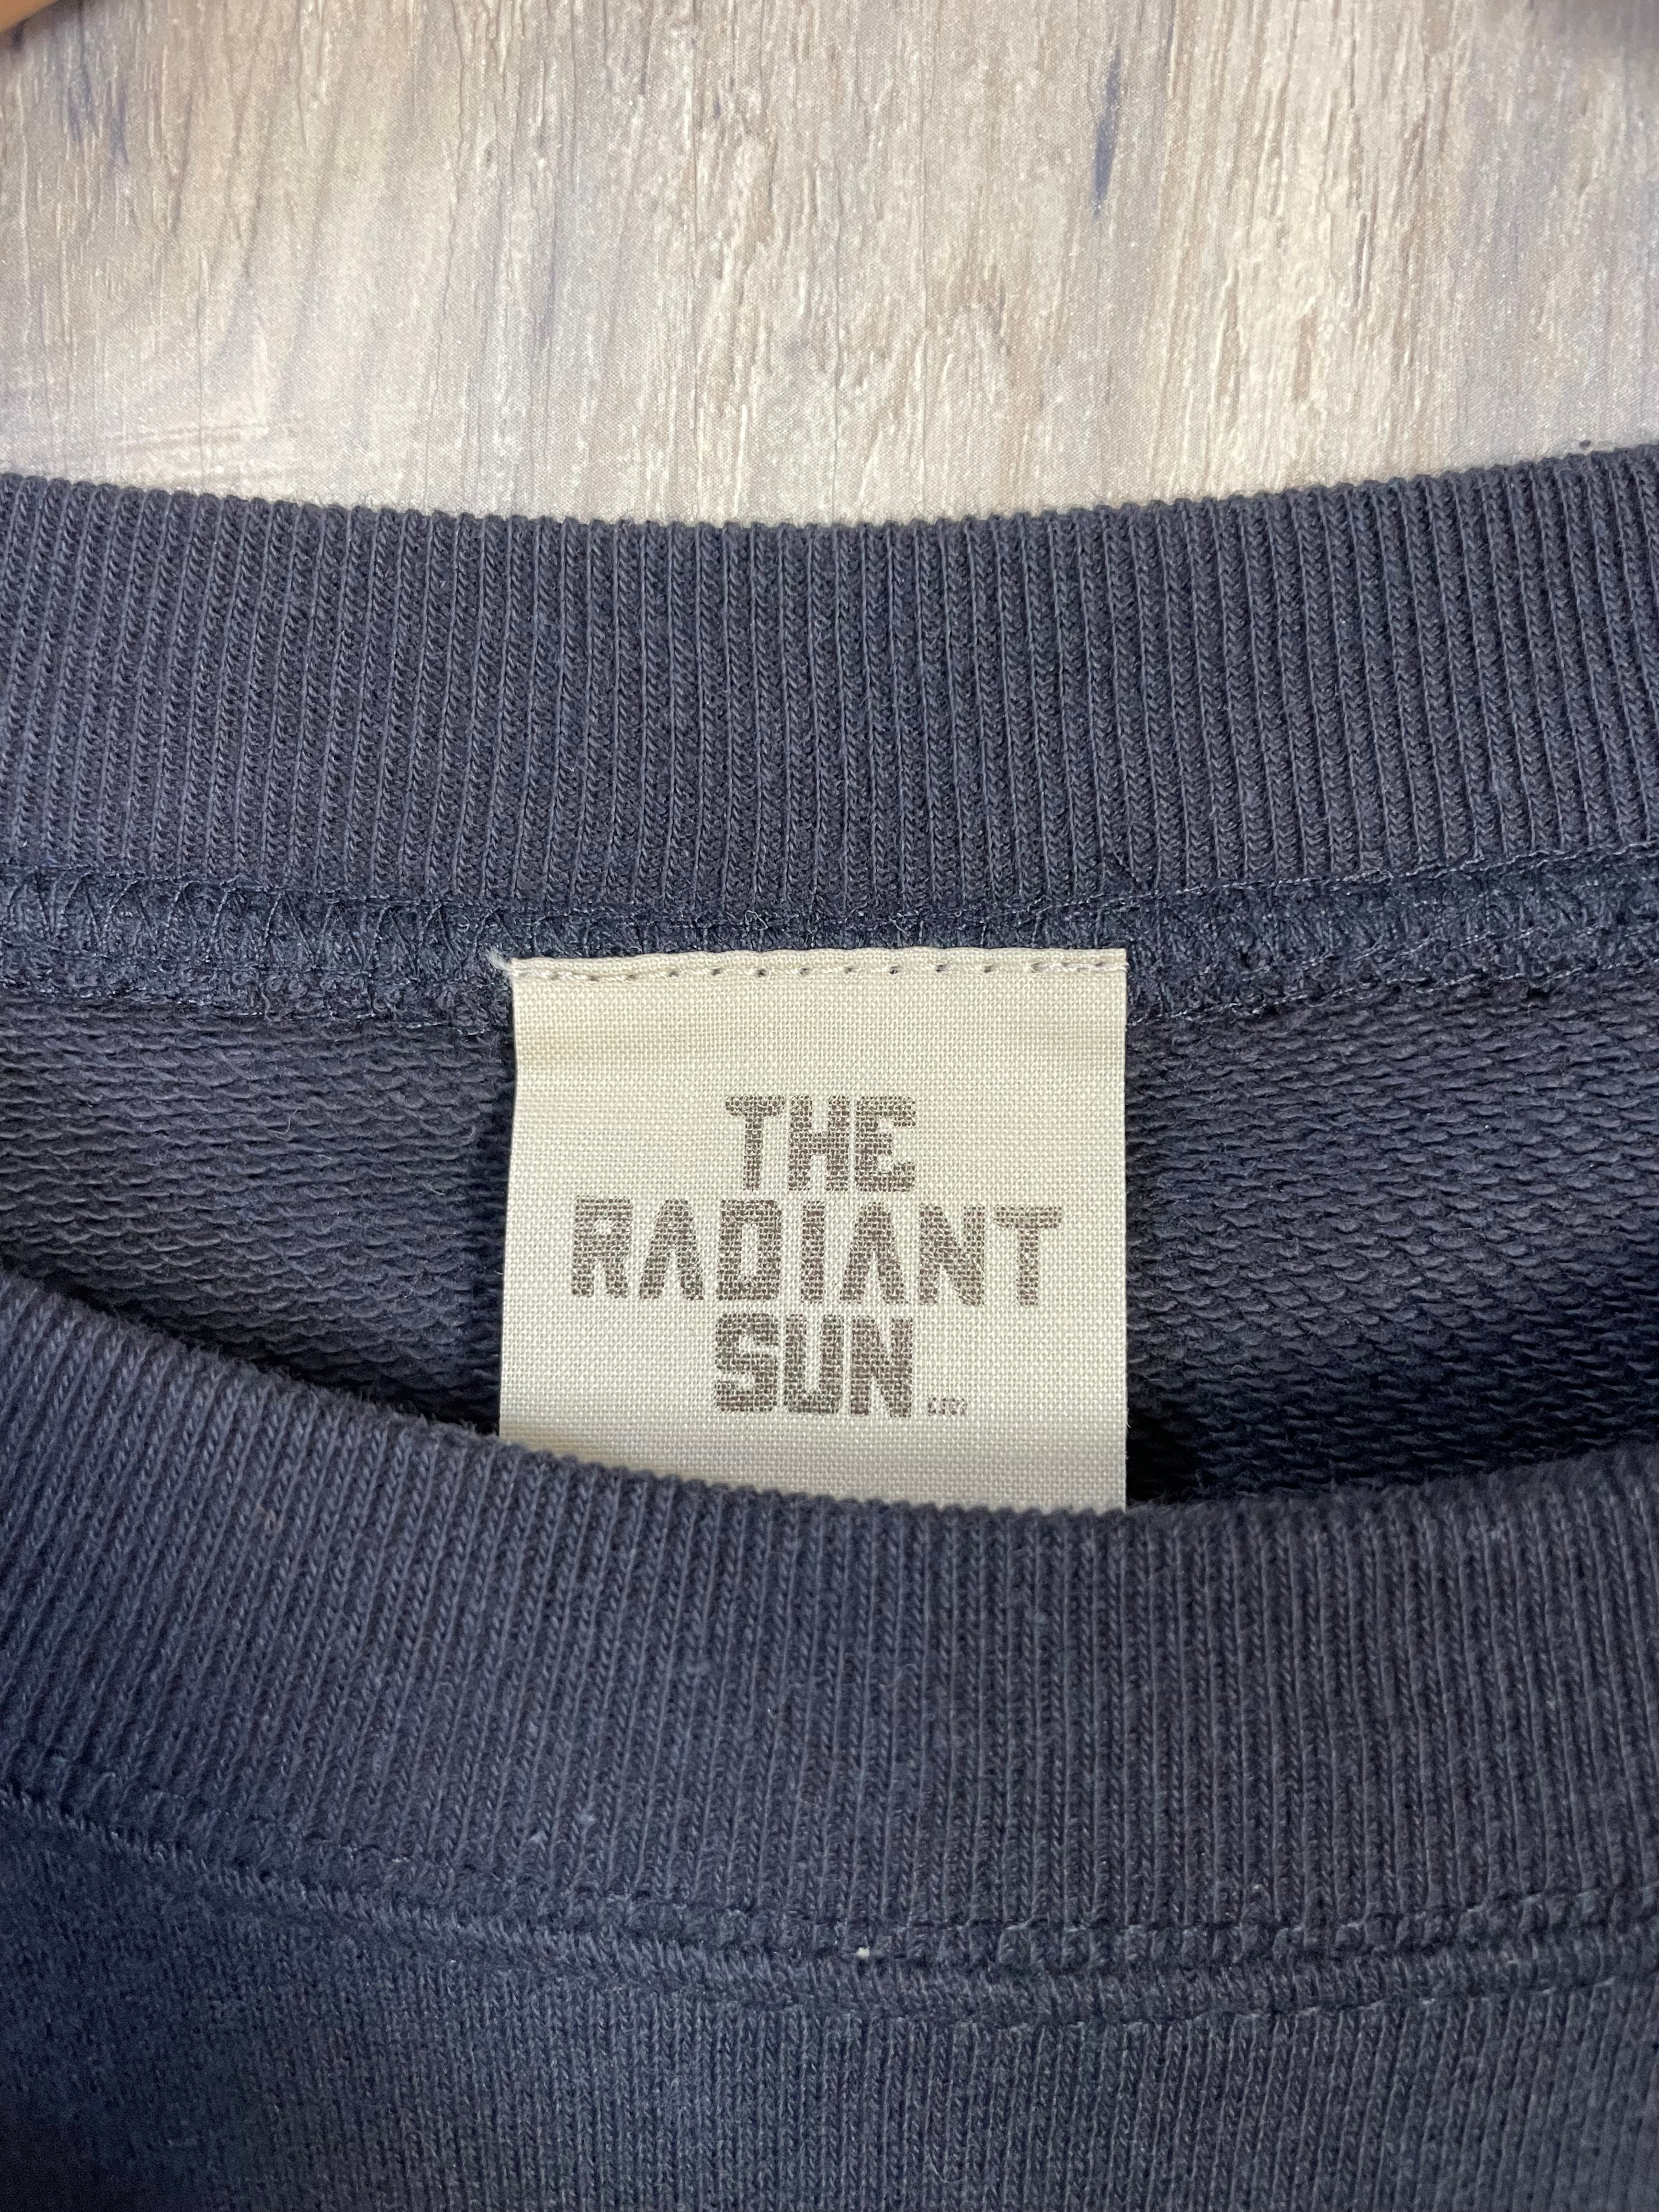 THE
RADIANT
SUN